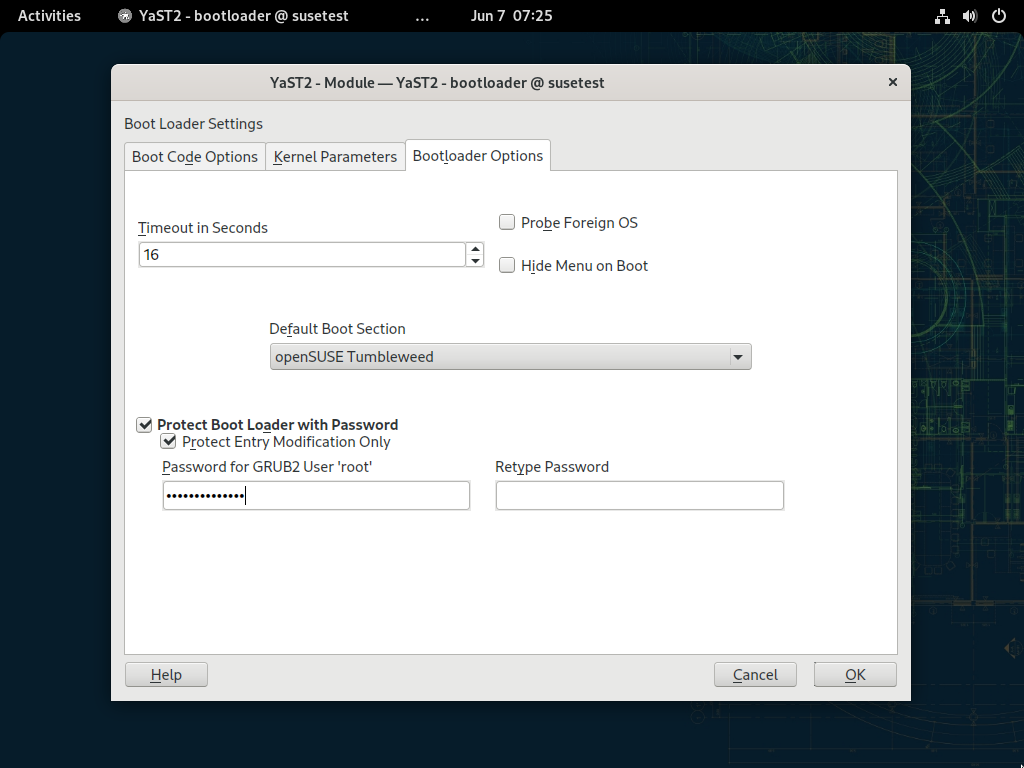 Activities YaST2 - bootloader @ susetest ... Jun 7 07:25
YaST2 - Module — YaST2 - bootloader @ susetest ×
Boot Loader Settings
Boot Code Options Kernel Parameters Bootloader Options
Timeout in Seconds
16
Probe Foreign OS
Hide Menu on Boot
Default Boot Section
openSUSE Tumbleweed
Protect Boot Loader with Password
Protect Entry Modification Only
Password for GRUB2 User 'root' Retype Password
••••••••••••••
Help Cancel OK